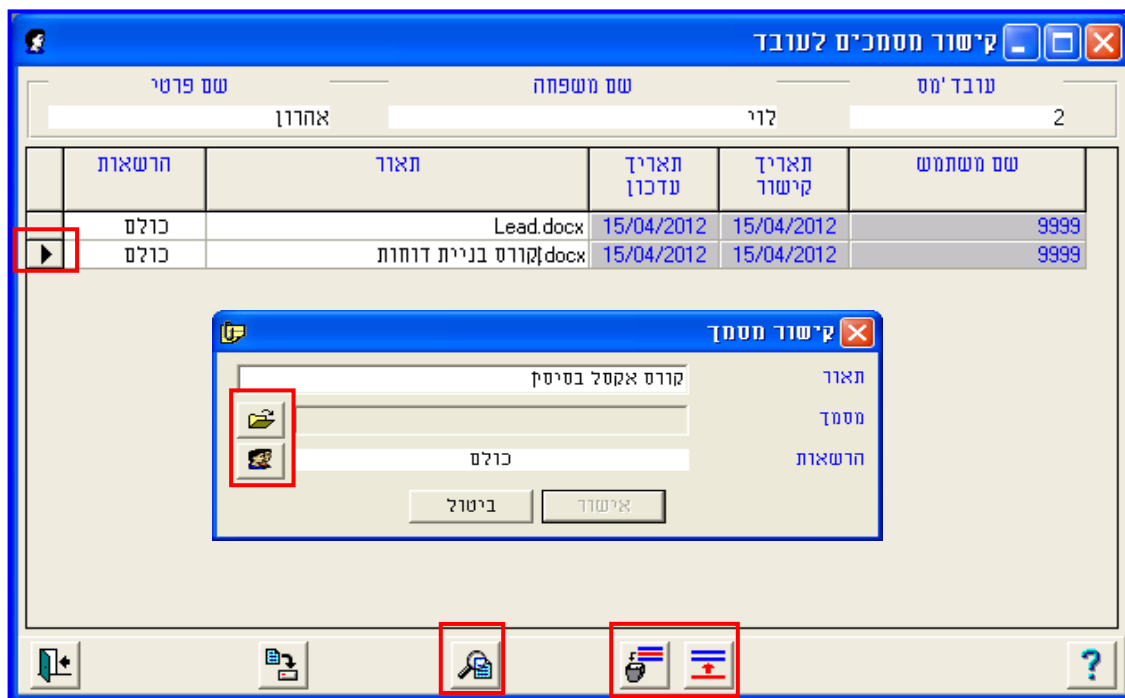 קישור מסמכים לעובד
עובד 'מס שם משפחה שם פרטי
2 לוי אהרון
שם משתמש תאריך קישור תאריך עדכון תאור הרשאות
9999 15/04/2012 15/04/2012 Lead.docx כולם
9999 15/04/2012 15/04/2012 קורס בניית דוחות.docx כולם
קישור מסמך
תאור קורס אקסל בסיסי
מסמך
הרשאות כולם
אישור ביטול
?